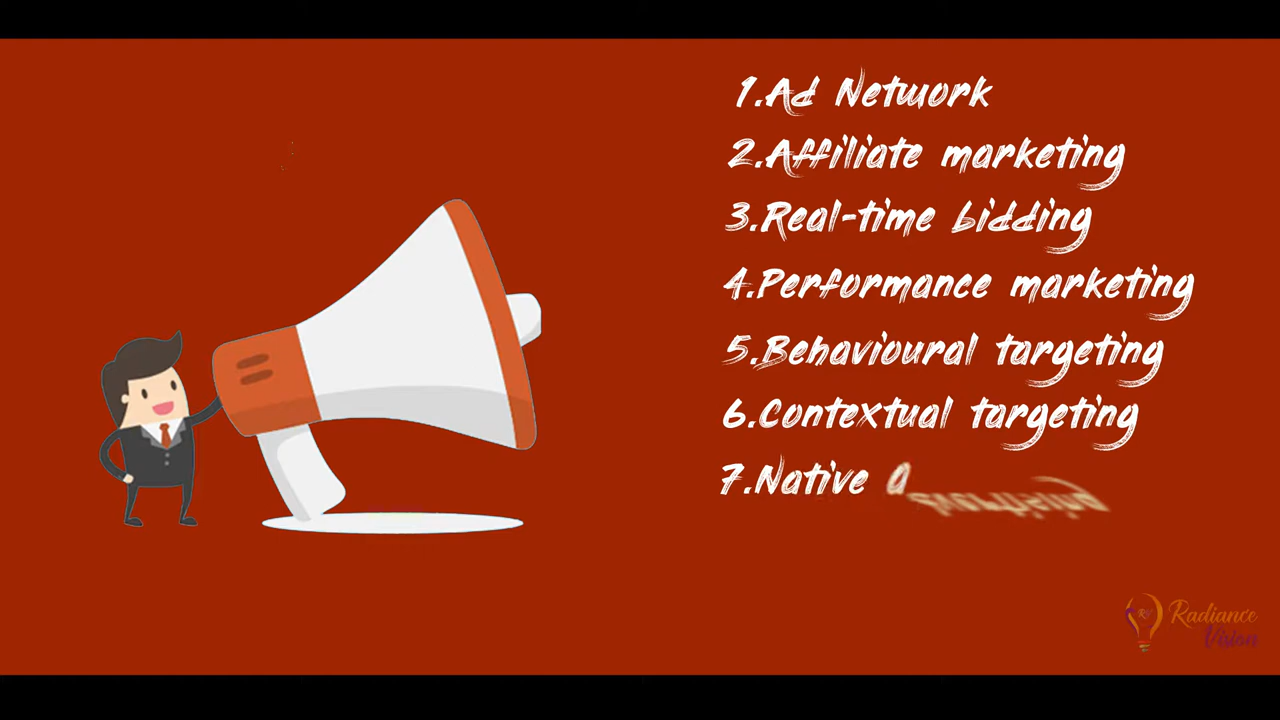 1.Ad Network
2.Affiliate marketing
3.Real-time bidding
4.Performance marketing
5.Behavioural targeting
6.Contextual targeting
7.Native
Radiance
Vision